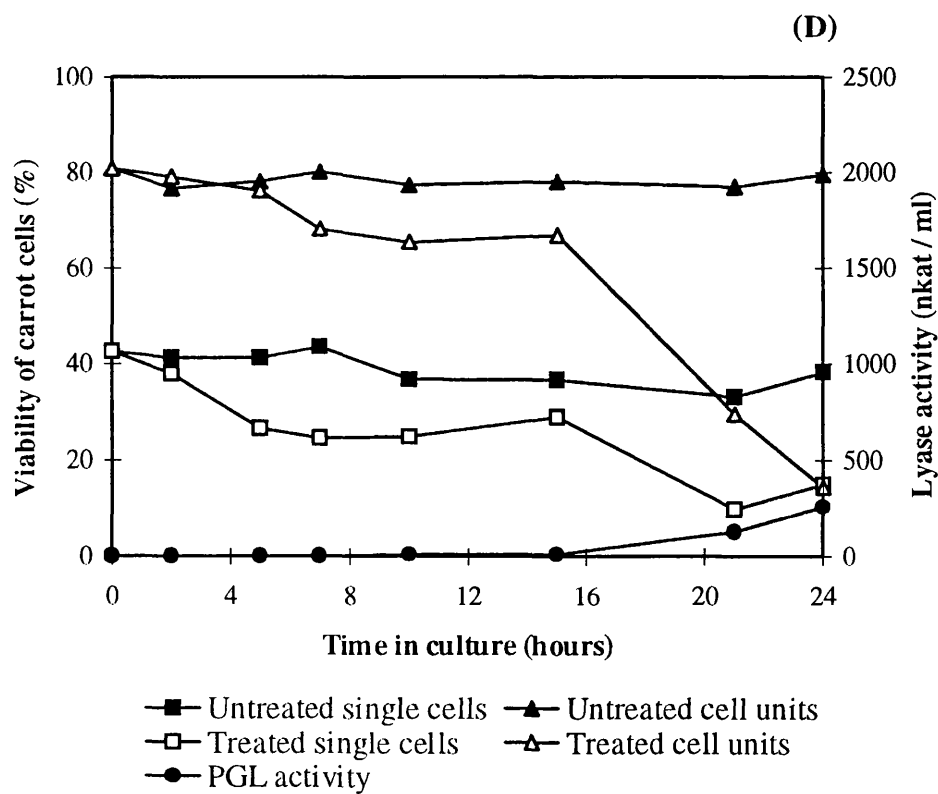 (D)
100 2500
80 2000
60 1500
40 1000
20 500
0 0
Viability of carrot cells (%)
Lyase activity (nkat / ml)
0 4 8 12 16 20 24
Time in culture (hours)
Untreated single cells Untreated cell units
Treated single cells Treated cell units
PGL activity